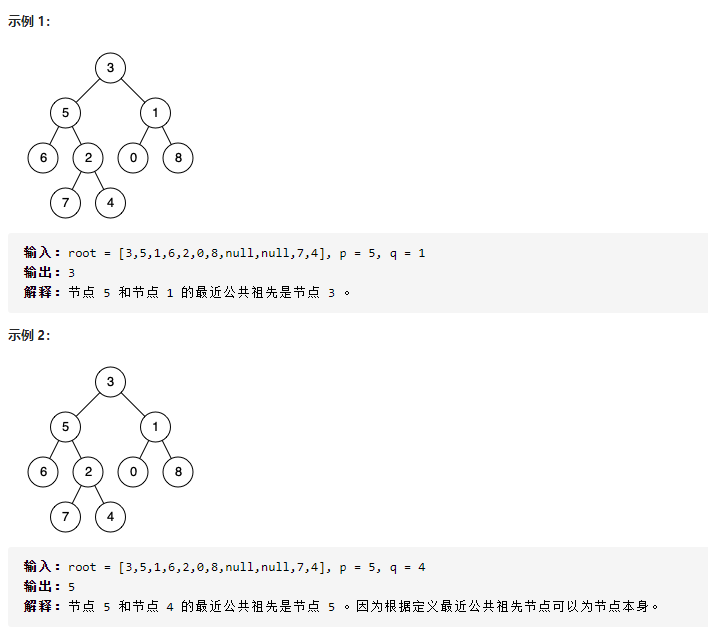 示例 1：
3
5 1
6 2 0 8
7 4
输入：root = [3,5,1,6,2,0,8,null,null,7,4], p = 5, q = 1
输出：3
解释：节点 5 和节点 1 的最近公共祖先是节点 3 。
示例 2：
3
5 1
6 2 0 8
7 4
输入：root = [3,5,1,6,2,0,8,null,null,7,4], p = 5, q = 4
输出：5
解释：节点 5 和节点 4 的最近公共祖先是节点 5 。因为根据定义最近公共祖先节点可以为节点本身。